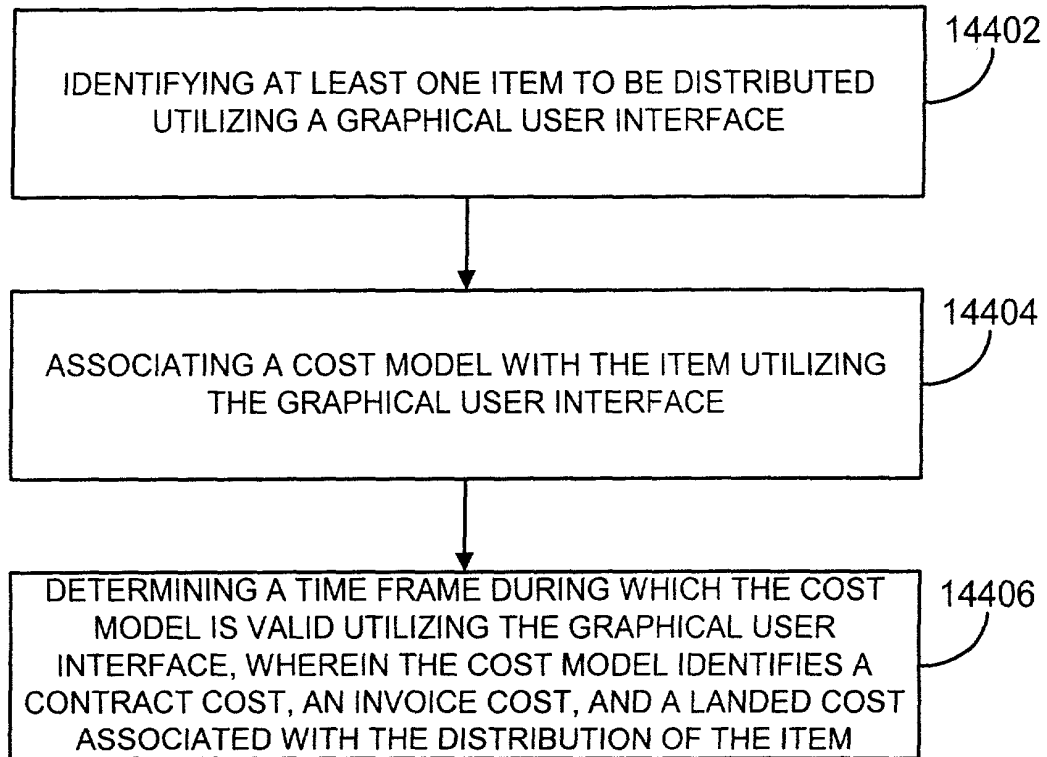 14402
IDENTIFYING AT LEAST ONE ITEM TO BE DISTRIBUTED
UTILIZING A GRAPHICAL USER INTERFACE
14404
ASSOCIATING A COST MODEL WITH THE ITEM UTILIZING
THE GRAPHICAL USER INTERFACE
14406
DETERMINING A TIME FRAME DURING WHICH THE COST
MODEL IS VALID UTILIZING THE GRAPHICAL USER
INTERFACE, WHEREIN THE COST MODEL IDENTIFIES A
CONTRACT COST, AN INVOICE COST, AND A LANDED COST
ASSOCIATED WITH THE DISTRIBUTION OF THE ITEM